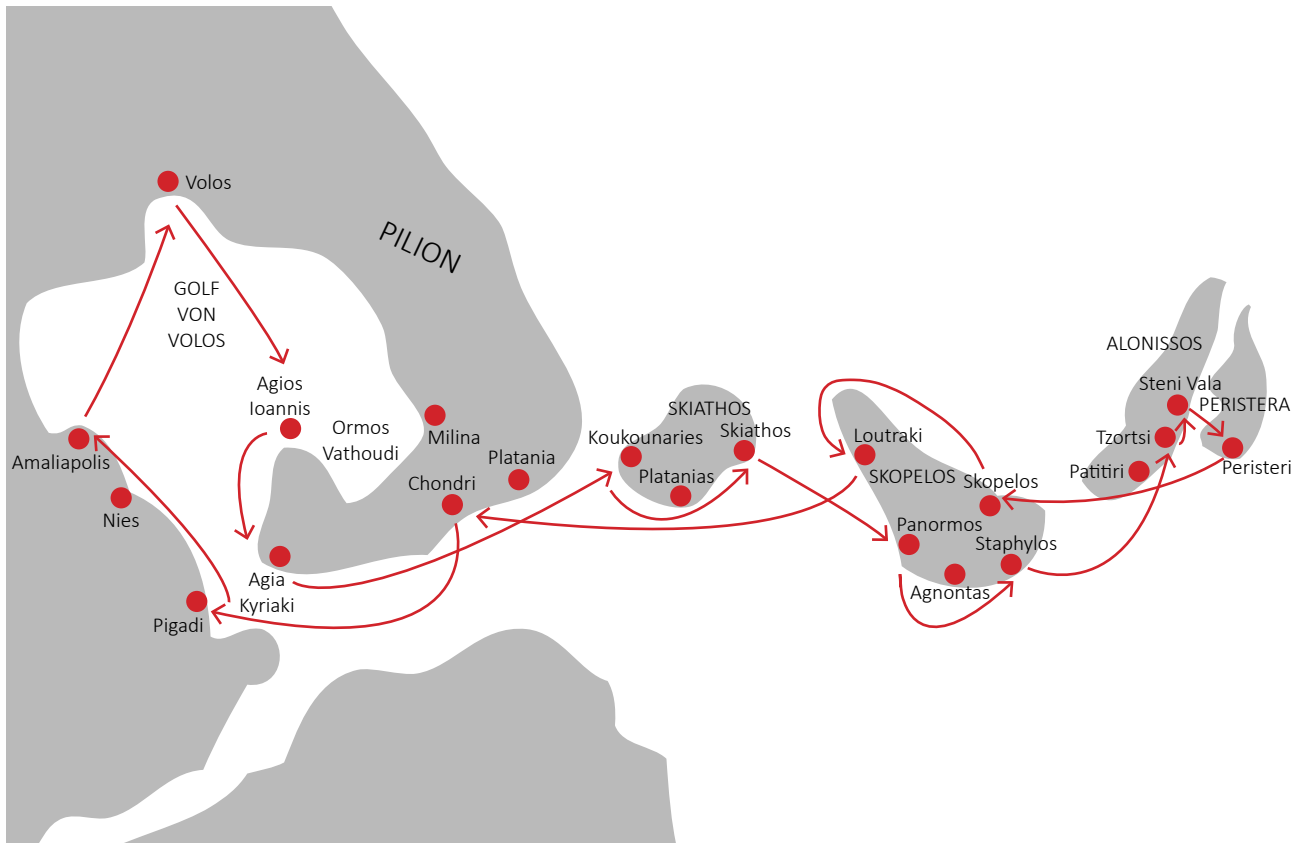 Volos
PILION
GOLF
VON
VOLOS
Agios
Ioannis
Ormos
Vathoudi
Milina
Platania
Chondri
Amaliapolis
Nies
Agia
Kyriaki
Pigadi
SKIATHOS
Koukounaries
Skiathos
Platanias
Loutraki
SKOPELOS
Skopelos
Panormos
Staphylos
Agnontas
ALONISSOS
Steni Vala
PERISTERA
Tzortsi
Patitiri
Peristeri